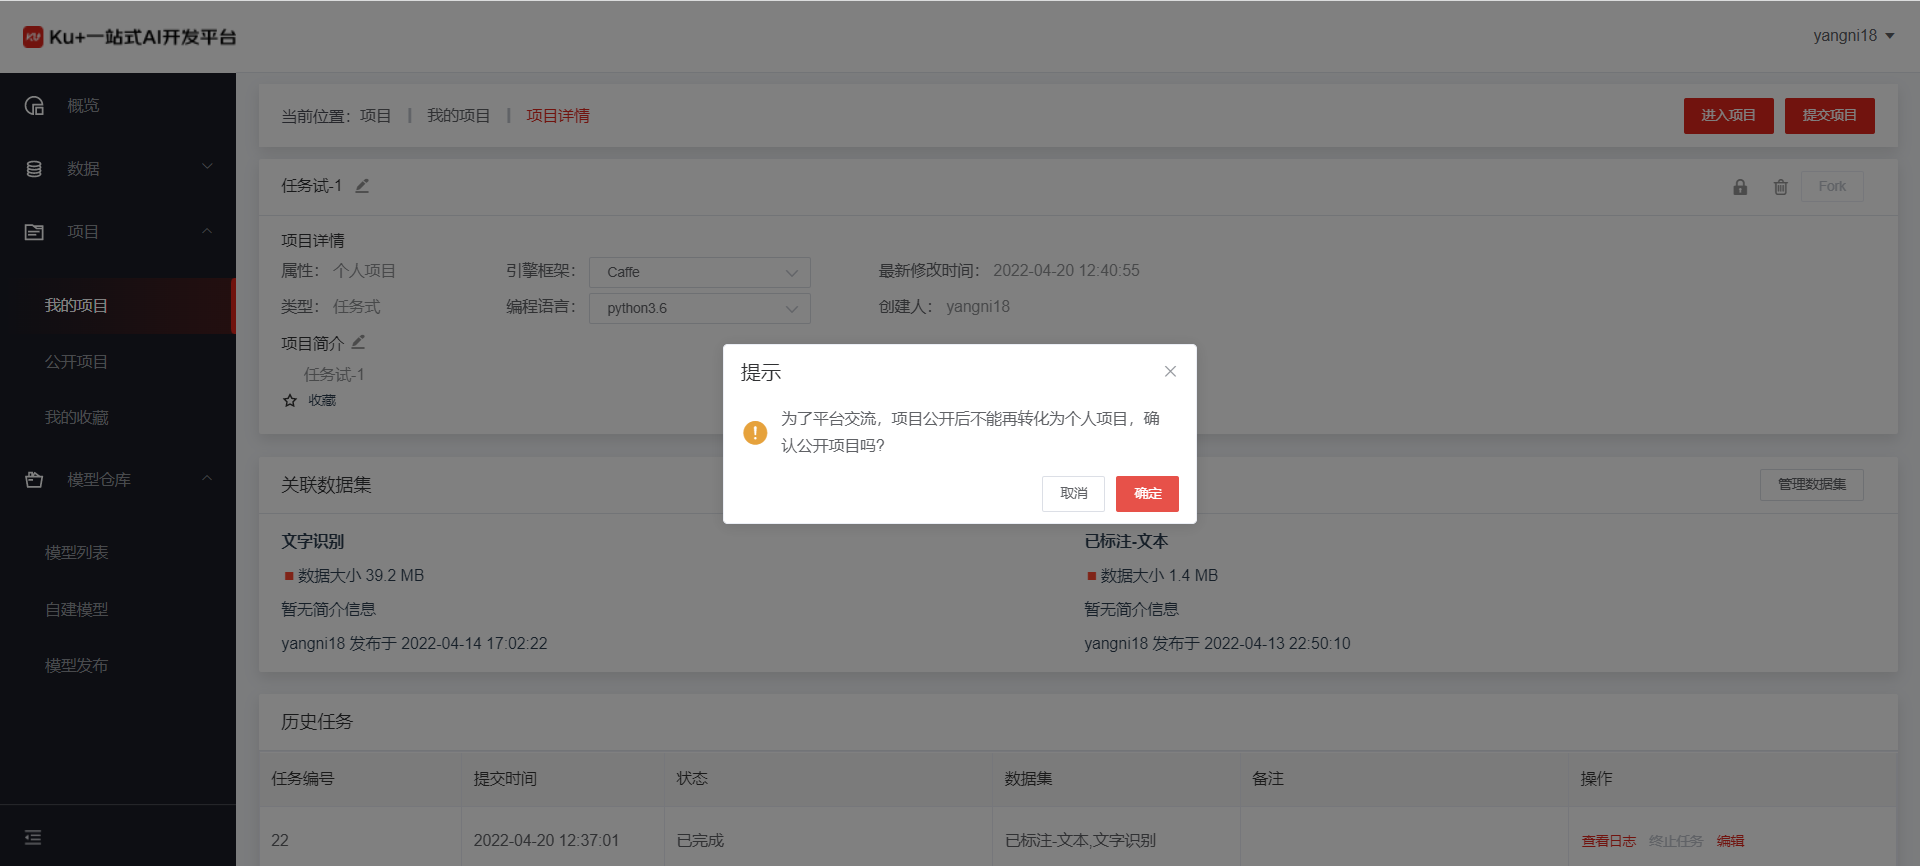 Ku+一站式AI开发平台
yangni18
概览
数据
项目
我的项目
公开项目
我的收藏
模型仓库
模型列表
自建模型
模型发布
当前位置：项目 | 我的项目 | 项目详情
进入项目
提交项目
任务试-1
Fork
项目详情
属性： 个人项目
引擎框架： Caffe
最新修改时间： 2022-04-20 12:40:55
类型： 任务式
编程语言： python3.6
创建人： yangni18
项目简介
任务试-1
收藏
提示
为了平台交流，项目公开后不能再转化为个人项目，确
认公开项目吗?
取消
确定
关联数据集
管理数据集
文字识别
数据大小 39.2 MB
暂无简介信息
yangni18 发布于 2022-04-14 17:02:22
已标注-文本
数据大小 1.4 MB
暂无简介信息
yangni18 发布于 2022-04-13 22:50:10
历史任务
任务编号 提交时间 状态 数据集 备注 操作
22 2022-04-20 12:37:01 已完成 已标注-文本,文字识别 查看日志 终止任务 编辑